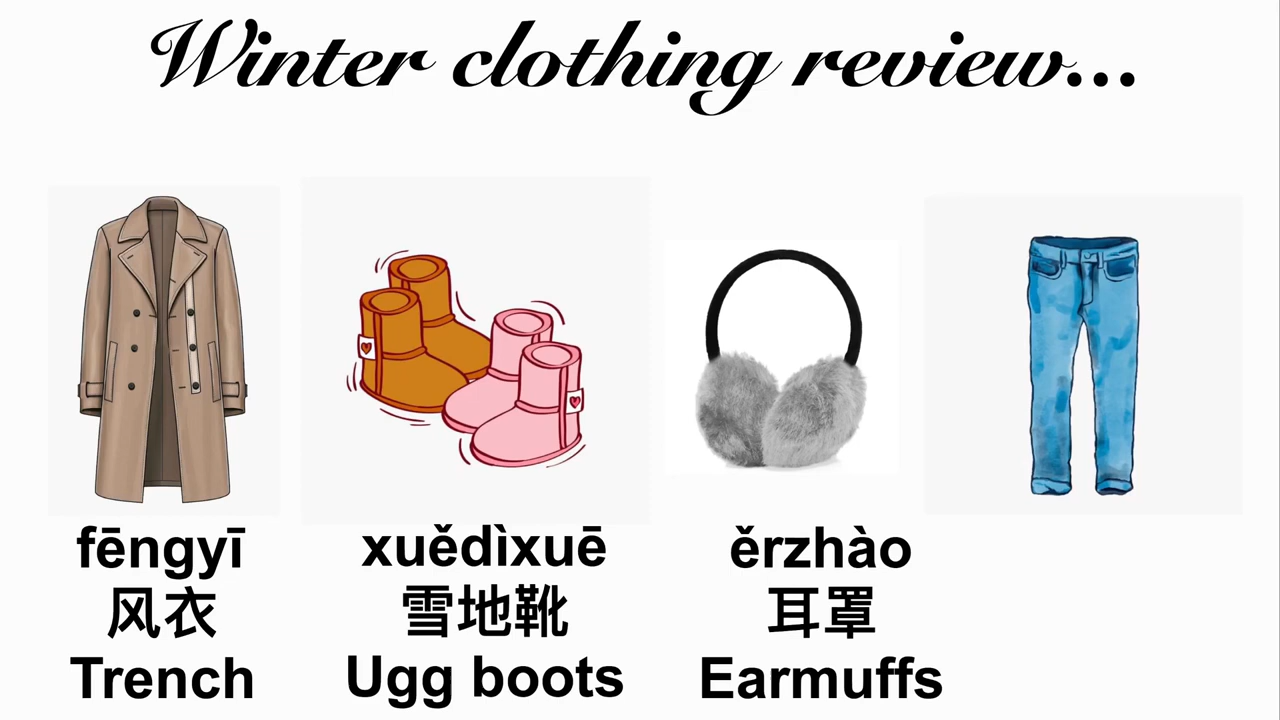 Winter clothing review...
fēngyī
风衣
Trench
xuědìxuē
雪地靴
Ugg boots
ěrzhào
耳罩
Earmuffs